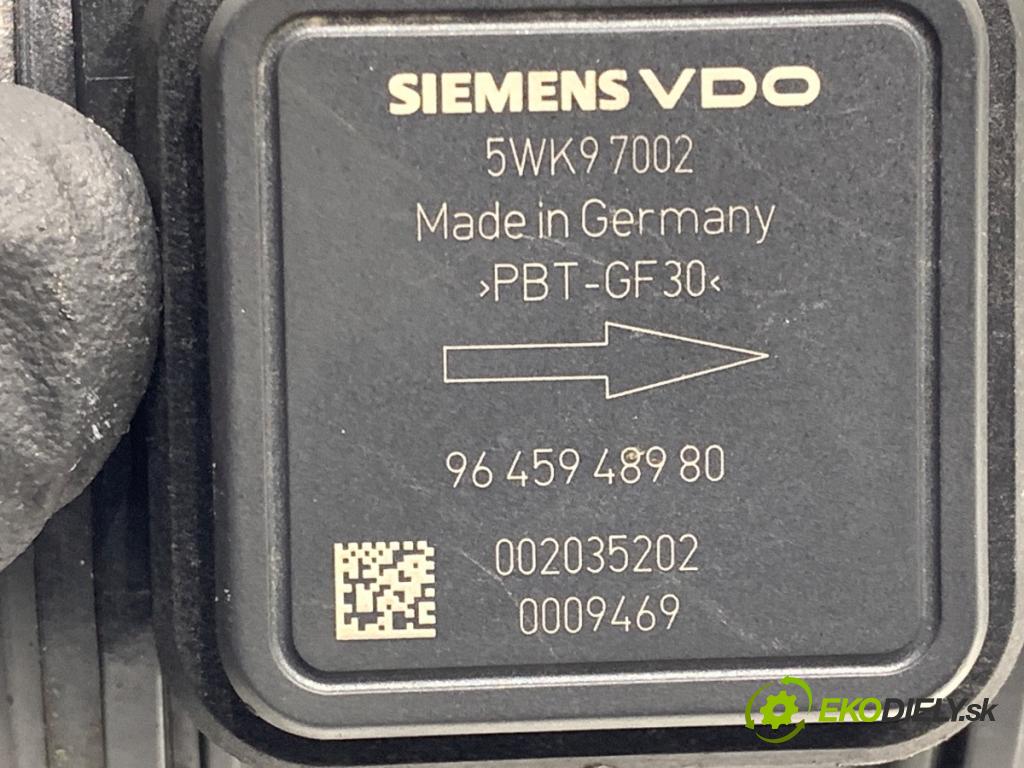 SIEMENS VDO
5WK9 7002
Made in Germany
>PBT-GF30<
96 459 489 80
002035202
0009469
EKODIELY.sk